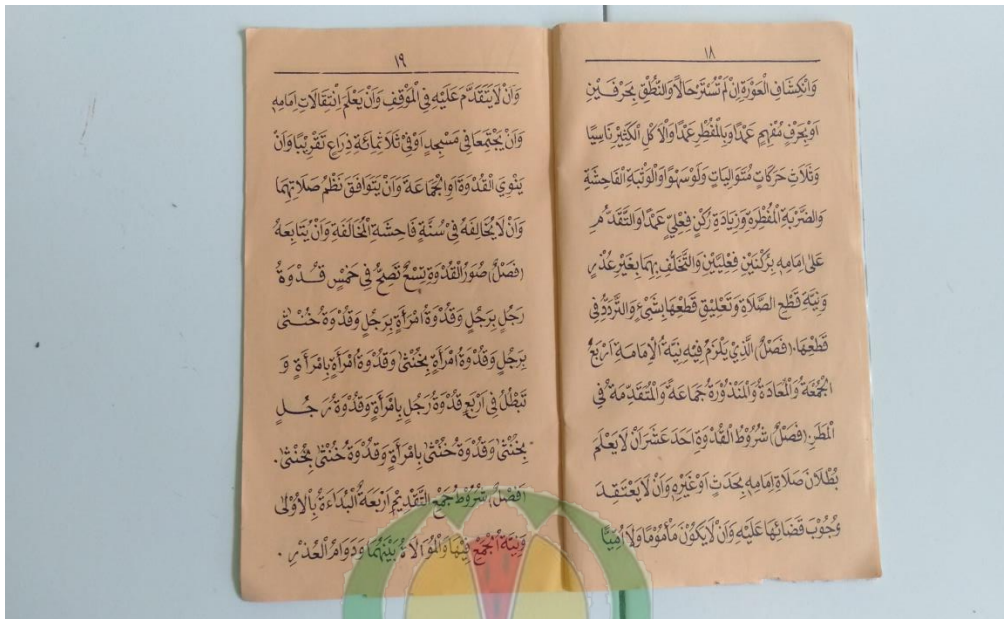 ١٨
وَانْكِشَافُ الْعَوْرَةِ اِنْ لَمْ تُسْتَرْ حَالًا وَالنُّطْقُ بِحَرْفَيْنِ
اَوْ بِحَرْفٍ مُفْهِمٍ عَمْدًا وَبِالْمُفْطِرِ عَمْدًا وَالْاَكْلِ الْكَثِيْرِ نَاسِيًا
وَثَلَاثِ حَرَكَاتٍ مُتَوَالِيَاتٍ وَلَوْ سَهْوًا وَالْوَثْبَةِ الْفَاحِشَةِ
وَالضَّرْبَةِ الْمُفْطِرَةِ وَزِيَادَةِ رُكْنٍ فِعْلِيٍّ عَمْدًا وَالتَّقَدُّمِ
عَلَى اِمَامِهِ بِرُكْنَيْنِ فِعْلِيَّيْنِ وَالتَّخَلُّفِ بِهِمَا بِغَيْرِ عُذْرٍ
وَنِيَّةِ قَطْعِ الصَّلَاةِ وَتَعْلِيْقِ قَطْعِهَا بِشَيْءٍ وَالتَّرَدُّدِ فِى
قَطْعِهَا. (فَصْلٌ) الَّذِيْ يَلْزَمُ فِيْهِ نِيَّةُ الْاِمَامَةِ اَرْبَعٌ
الْجُمُعَةُ وَالْمُعَادَةُ وَالْمَنْذُوْرَةُ جَمَاعَةً وَالْمُتَقَدِّمَةُ فِى
الْمَطَرِ. (فَصْلٌ) شُرُوْطُ الْقُدْوَةِ اَحَدَ عَشَرَ اَنْ لَا يَعْلَمَ
بُطْلَانَ صَلَاةِ اِمَامِهِ بِحَدَثٍ اَوْ غَيْرِهِ وَاَنْ لَا يَعْتَقِدَ
وُجُوْبَ قَضَائِهَا عَلَيْهِ وَاَنْ لَا يَكُوْنَ مَأْمُوْمًا وَلَا اُمِّيًّا
١٩
وَاَنْ لَا يَتَقَدَّمَ عَلَيْهِ فِى الْمَوْقِفِ وَاَنْ يَعْلَمَ انْتِقَالَاتِ اِمَامِهِ
وَاَنْ يَجْتَمِعَا فِى مَسْجِدٍ اَوْ فِىْ ثَلَاثِمِائَةِ ذِرَاعٍ تَقْرِيْبًا وَاَنْ
يَنْوِيَ الْقُدْوَةَ اَوِ الْجَمَاعَةَ وَاَنْ يَتَوَافَقَ نَظْمُ صَلَاتِهِمَا
وَاَنْ لَا يُخَالِفَهُ فِىْ سُنَّةٍ فَاحِشَةِ الْمُخَالَفَةِ وَاَنْ يُتَابِعَهُ
(فَصْلٌ) صُوَرُ الْقُدْوَةِ تِسْعٌ تَصِحُّ فِى خَمْسٍ قُدْوَةُ
رَجُلٍ بِرَجُلٍ وَقُدْوَةُ امْرَأَةٍ بِرَجُلٍ وَقُدْوَةُ خُنْثَى
بِرَجُلٍ وَقُدْوَةُ امْرَأَةٍ بِخُنْثَى وَقُدْوَةُ امْرَأَةٍ بِامْرَأَةٍ وَ
تَبْطُلُ فِى اَرْبَعٍ قُدْوَةُ رَجُلٍ بِامْرَأَةٍ وَقُدْوَةُ رَجُلٍ
بِخُنْثَى وَقُدْوَةُ خُنْثَى بِامْرَأَةٍ وَقُدْوَةُ خُنْثَى بِخُنْثَى.
(فَصْلٌ) شُرُوْطُ جَمْعِ التَّقْدِيْمِ اَرْبَعَةٌ الْبُدَاءَةُ بِالْاُوْلَى
وَنِيَّةُ الْجَمْعِ فِيْهَا وَالْمُوَالَاةُ بَيْنَهُمَا وَدَوَامُ الْعُذْرِ.